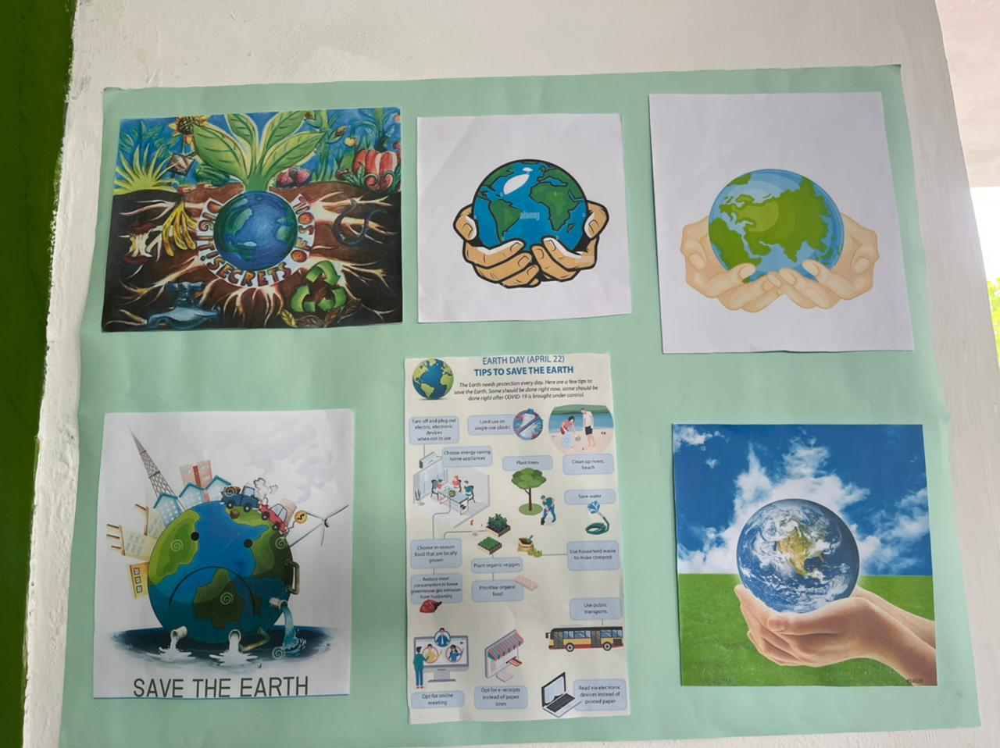 SECRETS OF SOIL
alamy
EARTH DAY (APRIL 22)
TIPS TO SAVE THE EARTH
The Earth needs protection every day. Here are a few tips to
save the Earth. Some should be done right now, some should be
done right after COVID-19 is brought under control.
Turn off and plug out
electric, electronic
devices
when not in use
Limit use on
single-use plastic
Choose energy saving
home appliances
Plant trees
Clean up rivers,
beach
Save water
Choose in-season
food that are locally
grown
Use household waste
to make compost
Plant organic veggies
Reduce meat
consumption to lower
greenhouse gas emission
from husbandry
Prioritise organic
food
Use public
transports
Opt for online
meeting
Opt for e-receipts
instead of paper
ones
Read via electronic
devices instead of
printed paper
SAVE THE EARTH